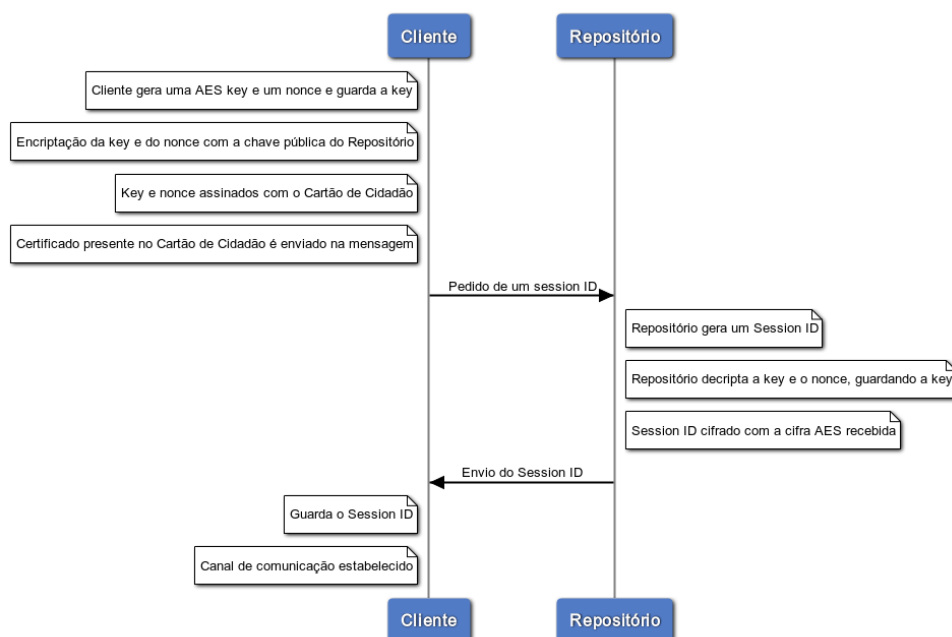 Cliente
Repositório
Cliente gera uma AES key e um nonce e guarda a key
Encriptação da key e do nonce com a chave pública do Repositório
Key e nonce assinados com o Cartão de Cidadão
Certificado presente no Cartão de Cidadão é enviado na mensagem
Pedido de um session ID
Repositório gera um Session ID
Repositório decripta a key e o nonce, guardando a key
Session ID cifrado com a cifra AES recebida
Envio do Session ID
Guarda o Session ID
Canal de comunicação estabelecido
Cliente
Repositório